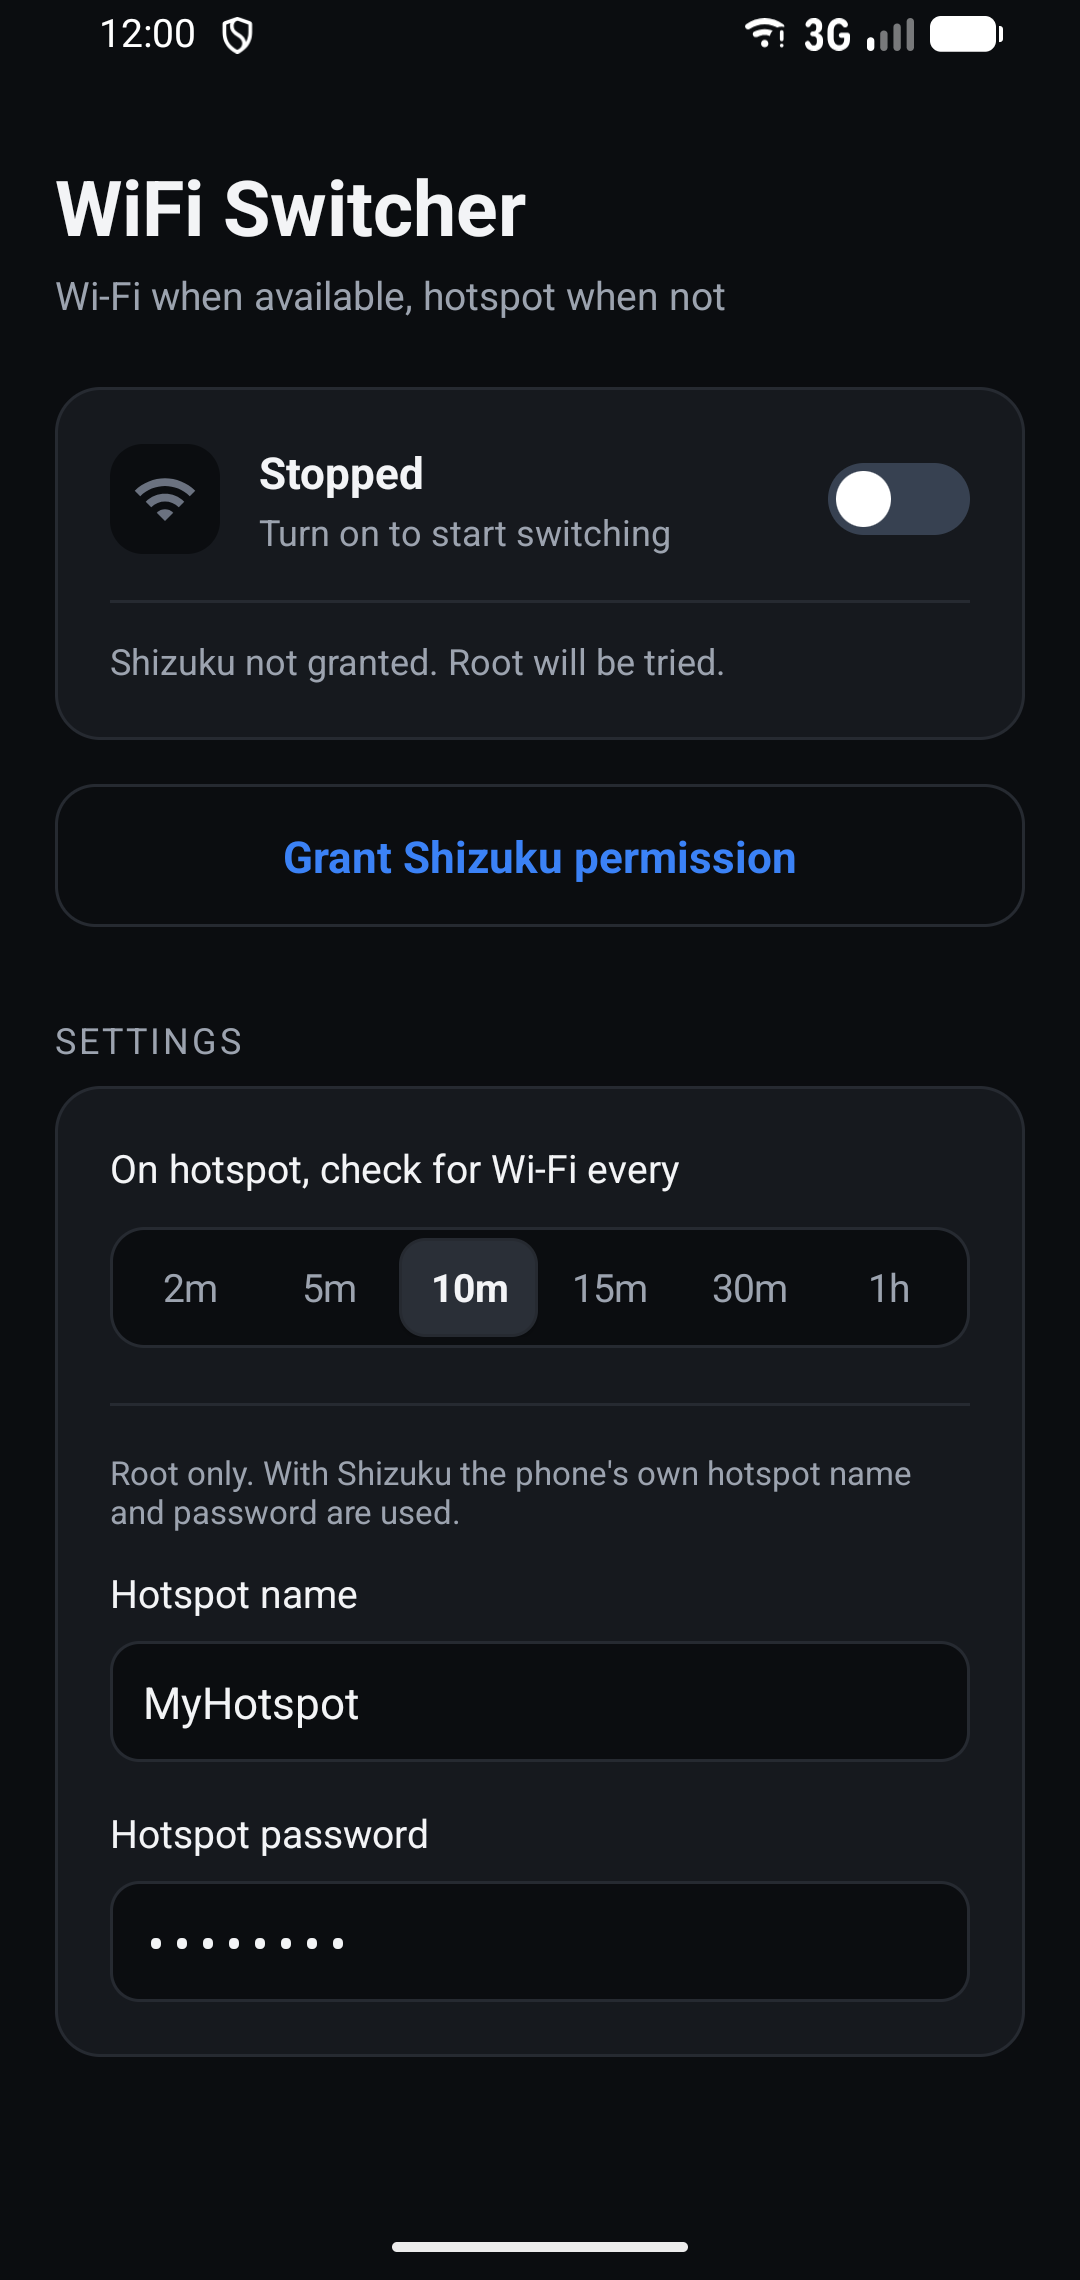 12:00
3G
WiFi Switcher
Wi-Fi when available, hotspot when not
Stopped
Turn on to start switching
Shizuku not granted. Root will be tried.
Grant Shizuku permission
SETTINGS
On hotspot, check for Wi-Fi every
2m 5m 10m 15m 30m 1h
Root only. With Shizuku the phone's own hotspot name
and password are used.
Hotspot name
MyHotspot
Hotspot password
••••••••